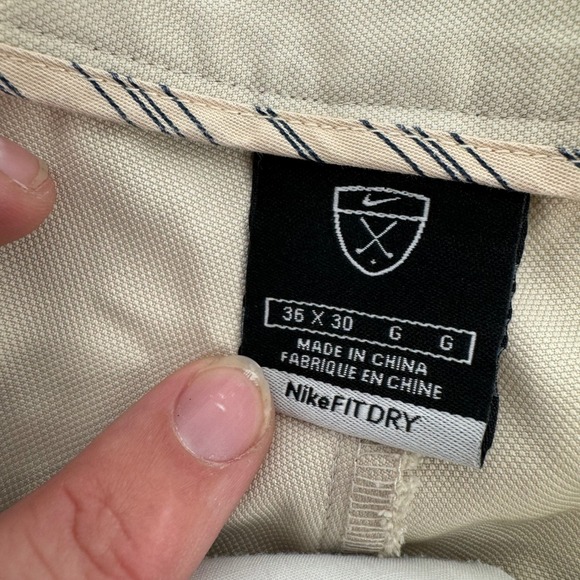 36 X 30 G G
MADE IN CHINA
FABRIQUE EN CHINE
NikeFITDRY